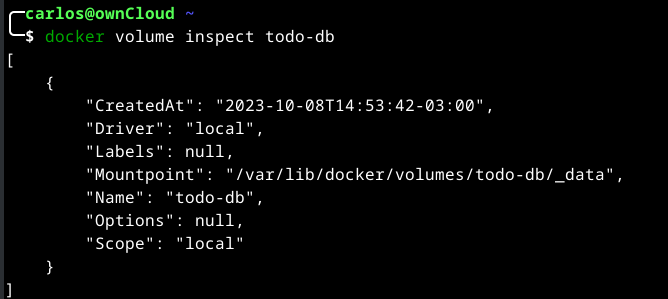 carlos@ownCloud ~
$ docker volume inspect todo-db
[
    {
        "CreatedAt": "2023-10-08T14:53:42-03:00",
        "Driver": "local",
        "Labels": null,
        "Mountpoint": "/var/lib/docker/volumes/todo-db/_data",
        "Name": "todo-db",
        "Options": null,
        "Scope": "local"
    }
]